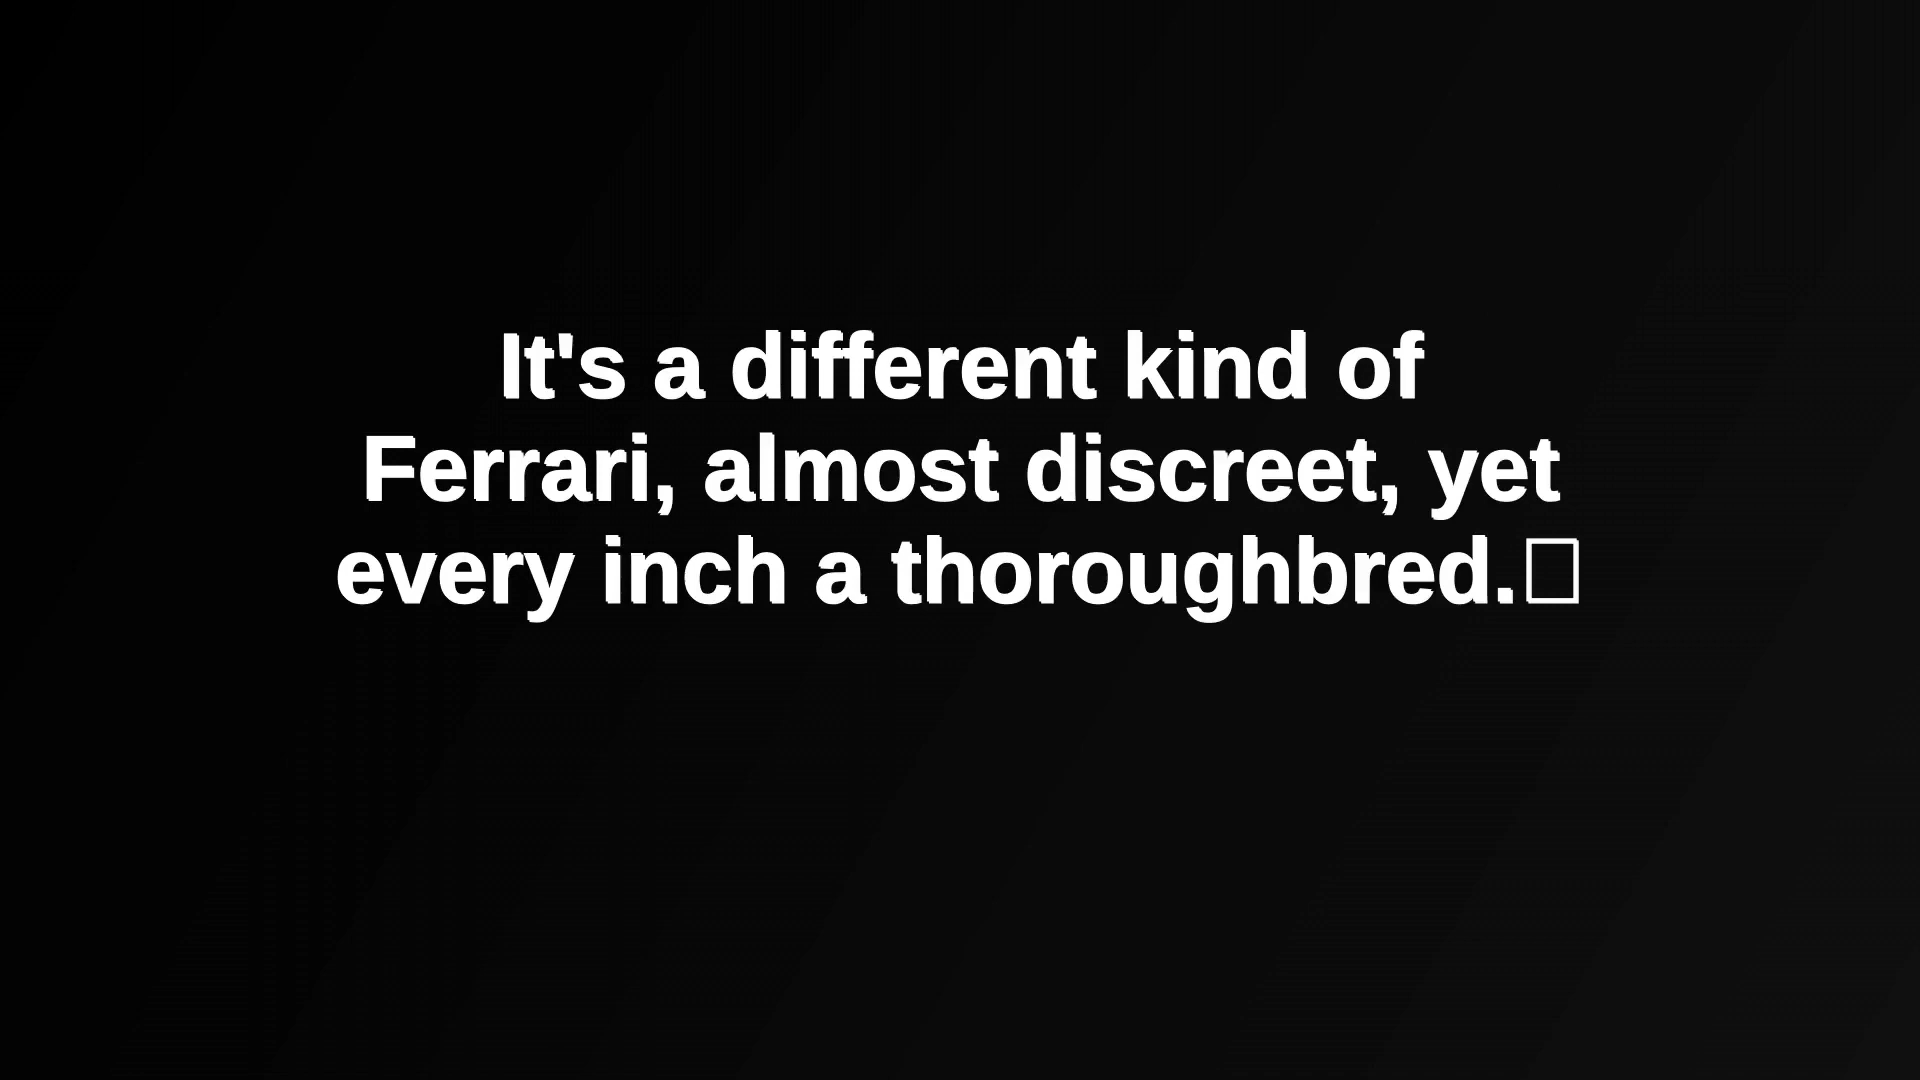 It's a different kind of
Ferrari, almost discreet, yet
every inch a thoroughbred.